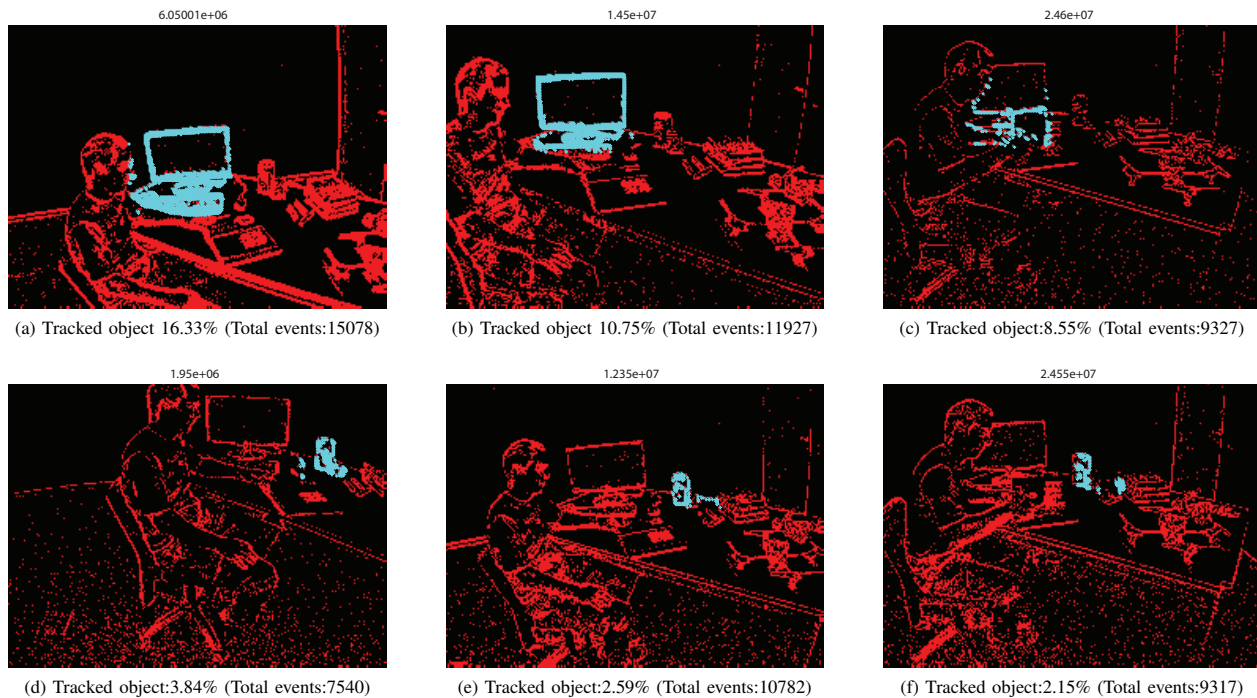 6.05001e+06
1.45e+07
2.46e+07
(a) Tracked object 16.33% (Total events:15078)
(b) Tracked object 10.75% (Total events:11927)
(c) Tracked object:8.55% (Total events:9327)
1.95e+06
1.235e+07
2.455e+07
(d) Tracked object:3.84% (Total events:7540)
(e) Tracked object:2.59% (Total events:10782)
(f) Tracked object:2.15% (Total events:9317)